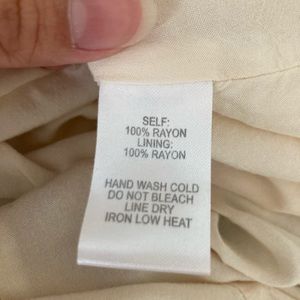 SELF:
100% RAYON
LINING:
100% RAYON
HAND WASH COLD
DO NOT BLEACH
LINE DRY
IRON LOW HEAT